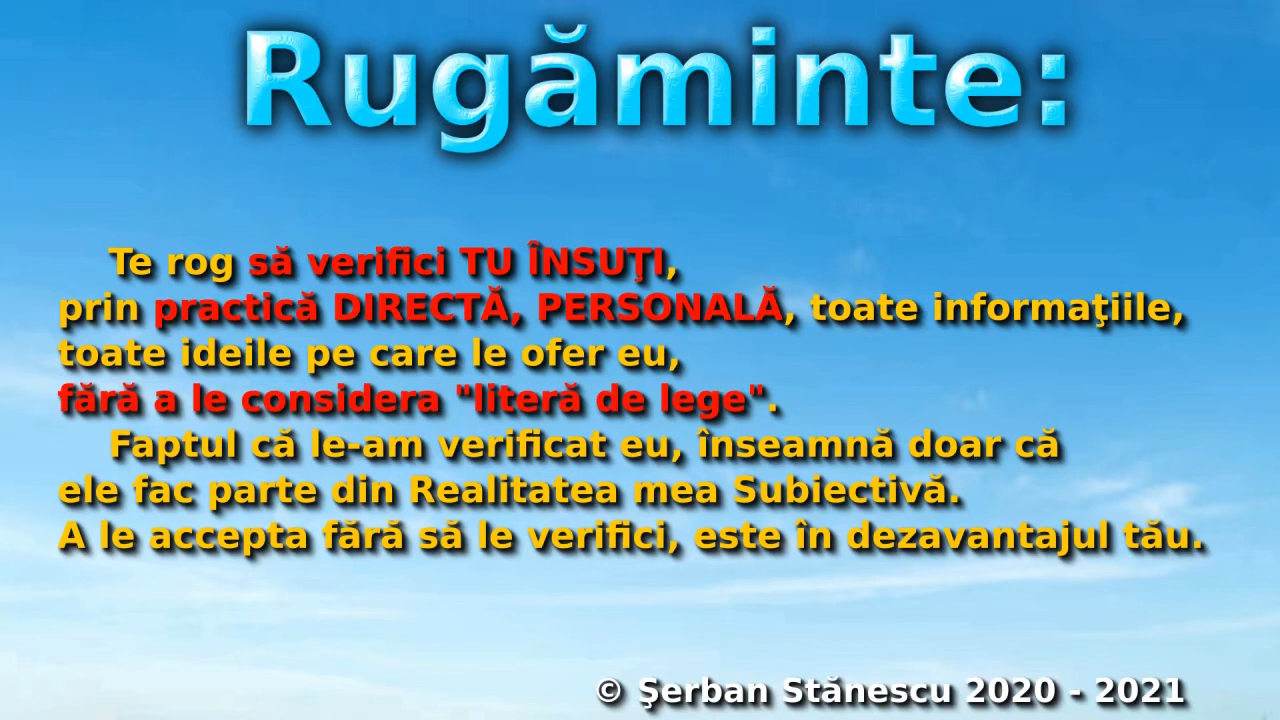 Rugăminte:
Te rog să verifici TU ÎNSUŢI,
prin practică DIRECTĂ, PERSONALĂ, toate informaţiile,
toate ideile pe care le ofer eu,
fără a le considera "literă de lege".
Faptul că le-am verificat eu, înseamnă doar că
ele fac parte din Realitatea mea Subiectivă.
A le accepta fără să le verifici, este în dezavantajul tău.
© Şerban Stănescu 2020 - 2021